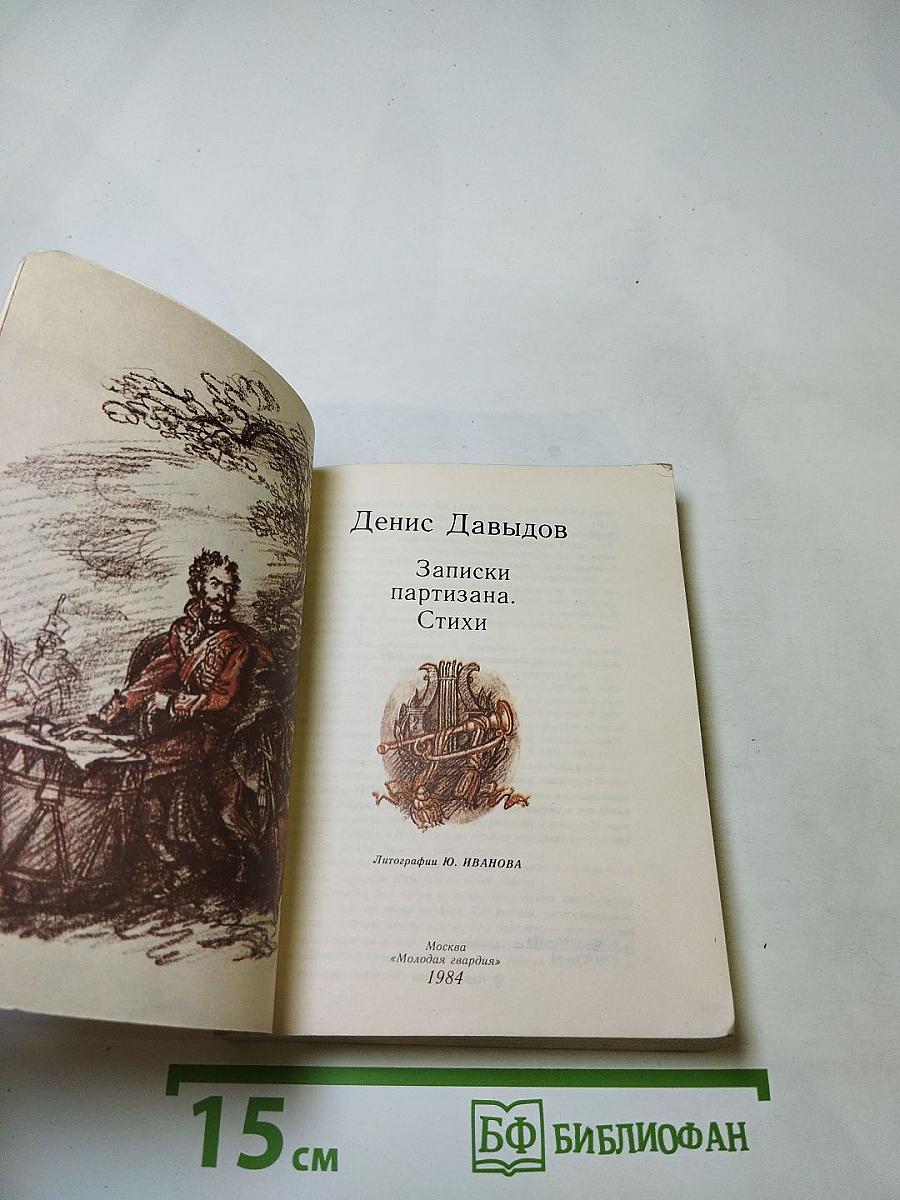 Денис Давыдов
Записки
партизана.
Стихи
Литографии Ю. ИВАНОВА
Москва
«Молодая гвардия»
1984
15 см
БФ БИБЛИОФАН